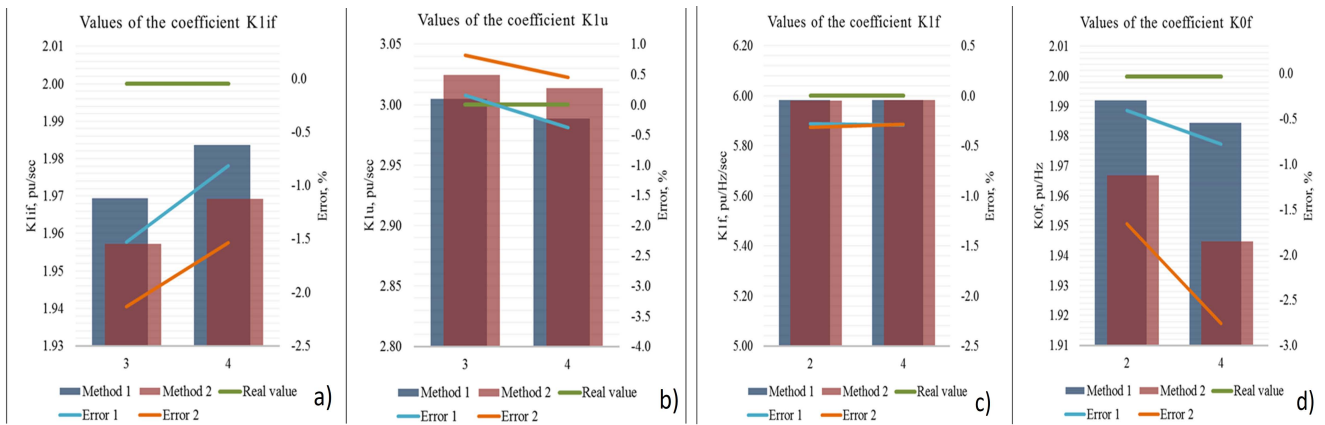 a)
Values of the coefficient K1if
2.01
2.00
1.99
1.98
1.97
1.96
1.95
1.94
1.93
K1if, pu/sec
0.0
-0.5
-1.0
-1.5
-2.0
-2.5
Error, %
3 4
Method 1 Method 2 Real value
Error 1 Error 2
b)
Values of the coefficient K1u
3.05
3.00
2.95
2.90
2.85
2.80
K1u, pu/sec
1.0
0.5
0.0
-0.5
-1.0
-1.5
-2.0
-2.5
-3.0
-3.5
-4.0
Error, %
3 4
Method 1 Method 2 Real value
Error 1 Error 2
c)
Values of the coefficient K1f
6.20
6.00
5.80
5.60
5.40
5.20
5.00
K1f, pu/Hz/sec
0.5
0.0
-0.5
-1.0
-1.5
-2.0
-2.5
Error, %
2 4
Method 1 Method 2 Real value
Error 1 Error 2
d)
Values of the coefficient K0f
2.01
2.00
1.99
1.98
1.97
1.96
1.95
1.94
1.93
1.92
1.91
K0f, pu/Hz
0.0
-0.5
-1.0
-1.5
-2.0
-2.5
-3.0
Error, %
2 4
Method 1 Method 2 Real value
Error 1 Error 2